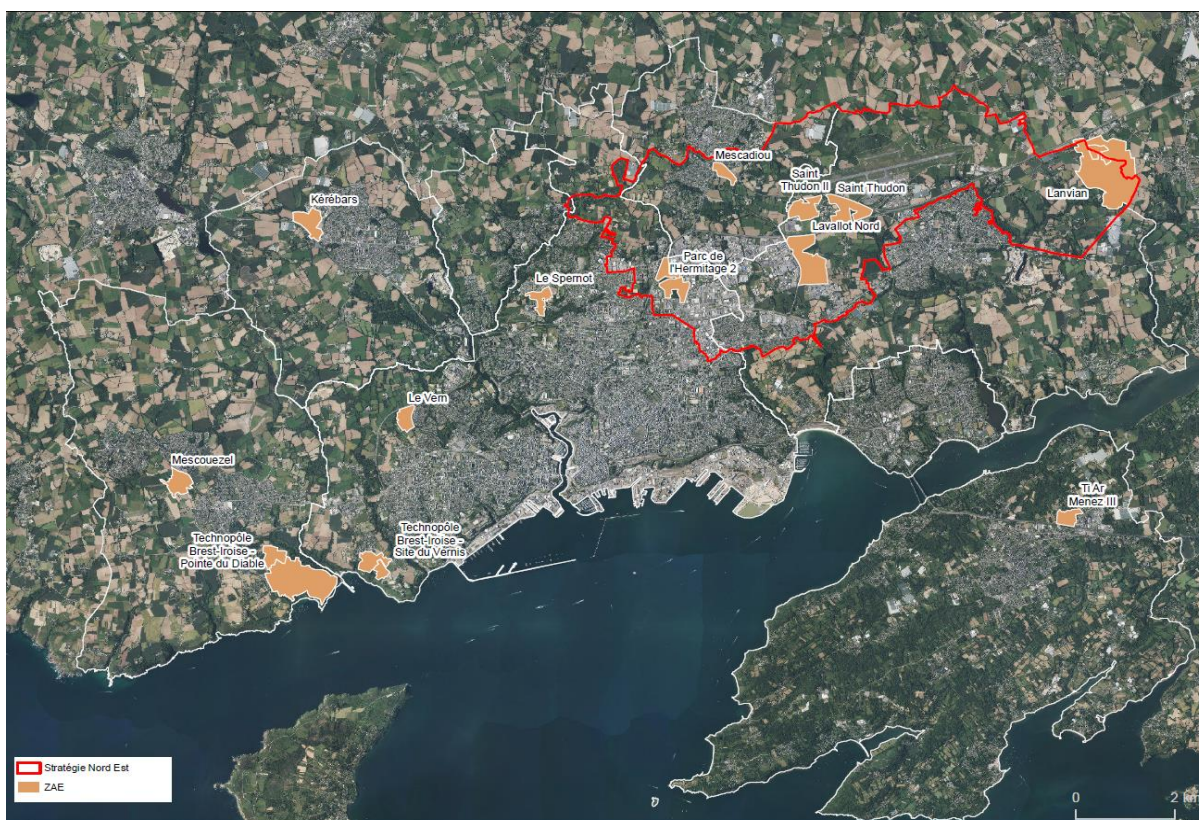 Mescadiou
Saint
Thudon II
Saint Thudon
Lanvian
Kérébars
Lavallot Nord
Parc de
l'Hermitage 2
Le Spernot
Le Vern
Mescouezel
Ti Ar
Menez III
Technopôle
Brest-Iroise -
Site du Vernis
Technopôle
Brest-Iroise -
Pointe du Diable
Stratégie Nord Est
ZAE
0
2 km